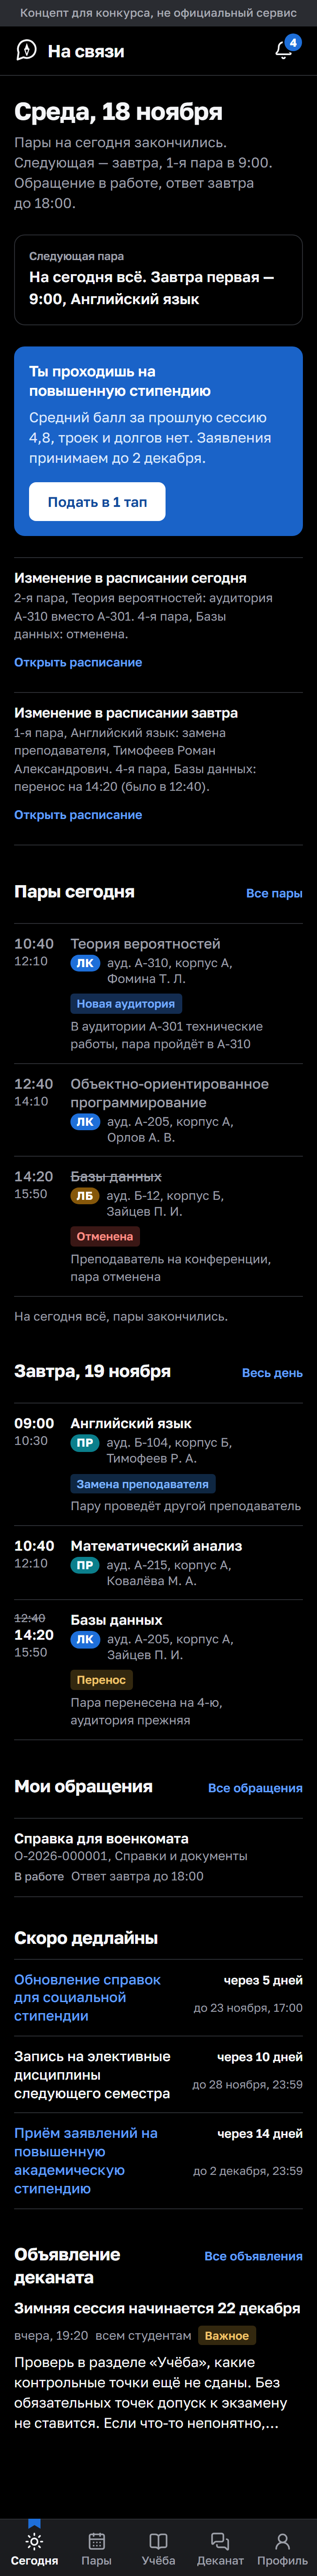 Концепт для конкурса, не официальный сервис
На связи
4
Среда, 18 ноября
Пары на сегодня закончились.
Следующая — завтра, 1-я пара в 9:00.
Обращение в работе, ответ завтра
до 18:00.
Следующая пара
На сегодня всё. Завтра первая —
9:00, Английский язык
Ты проходишь на
повышенную стипендию
Средний балл за прошлую сессию
4,8, троек и долгов нет. Заявления
принимаем до 2 декабря.
Подать в 1 тап
Изменение в расписании сегодня
2-я пара, Теория вероятностей: аудитория
А-310 вместо А-301. 4-я пара, Базы
данных: отменена.
Открыть расписание
Изменение в расписании завтра
1-я пара, Английский язык: замена
преподавателя, Тимофеев Роман
Александрович. 4-я пара, Базы данных:
перенос на 14:20 (было в 12:40).
Открыть расписание
Пары сегодня
Все пары
10:40 Теория вероятностей
12:10 ЛК ауд. А-310, корпус А,
Фомина Т. Л.
Новая аудитория
В аудитории А-301 технические
работы, пара пройдёт в А-310
12:40 Объектно-ориентированное
14:10 программирование
ЛК ауд. А-205, корпус А,
Орлов А. В.
14:20 Базы данных
15:50 ЛБ ауд. Б-12, корпус Б,
Зайцев П. И.
Отменена
Преподаватель на конференции,
пара отменена
На сегодня всё, пары закончились.
Завтра, 19 ноября
Весь день
09:00 Английский язык
10:30 ПР ауд. Б-104, корпус Б,
Тимофеев Р. А.
Замена преподавателя
Пару проведёт другой преподаватель
10:40 Математический анализ
12:10 ПР ауд. А-215, корпус А,
Ковалёва М. А.
12:40 Базы данных
14:20 ЛК ауд. А-205, корпус А,
15:50 Зайцев П. И.
Перенос
Пара перенесена на 4-ю,
аудитория прежняя
Мои обращения
Все обращения
Справка для военкомата
О-2026-000001, Справки и документы
В работе Ответ завтра до 18:00
Скоро дедлайны
Обновление справок
для социальной
стипендии
через 5 дней
до 23 ноября, 17:00
Запись на элективные
дисциплины
следующего семестра
через 10 дней
до 28 ноября, 23:59
Приём заявлений на
повышенную
академическую
стипендию
через 14 дней
до 2 декабря, 23:59
Объявление
деканата
Все объявления
Зимняя сессия начинается 22 декабря
вчера, 19:20 всем студентам Важное
Проверь в разделе «Учёба», какие
контрольные точки ещё не сданы. Без
обязательных точек допуск к экзамену
не ставится. Если что-то непонятно,...
Сегодня Пары Учёба Деканат Профиль